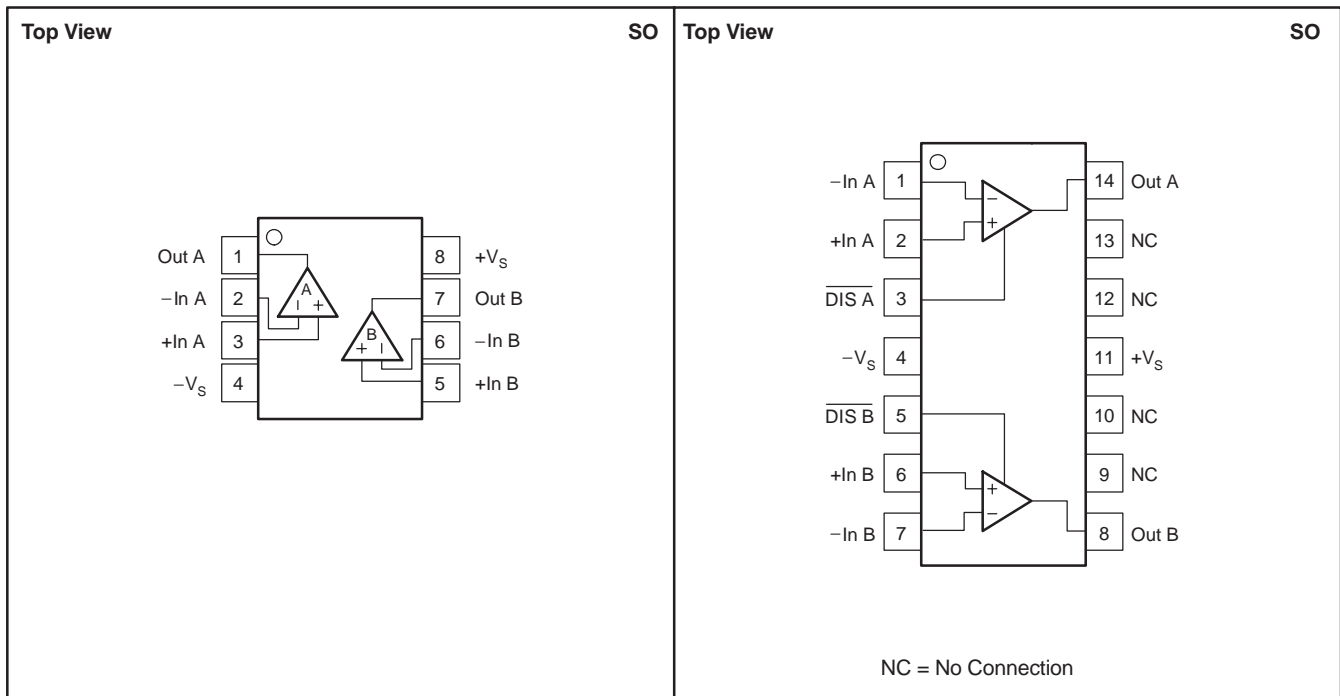 Top View SO
Out A 1 8 +VS
−In A 2 7 Out B
+In A 3 6 −In B
−VS 4 5 +In B
A
− +
B
+ −
Top View SO
−In A 1 14 Out A
+In A 2 13 NC
DIS A 3 12 NC
−VS 4 11 +VS
DIS B 5 10 NC
+In B 6 9 NC
−In B 7 8 Out B
−
+
+
−
NC = No Connection